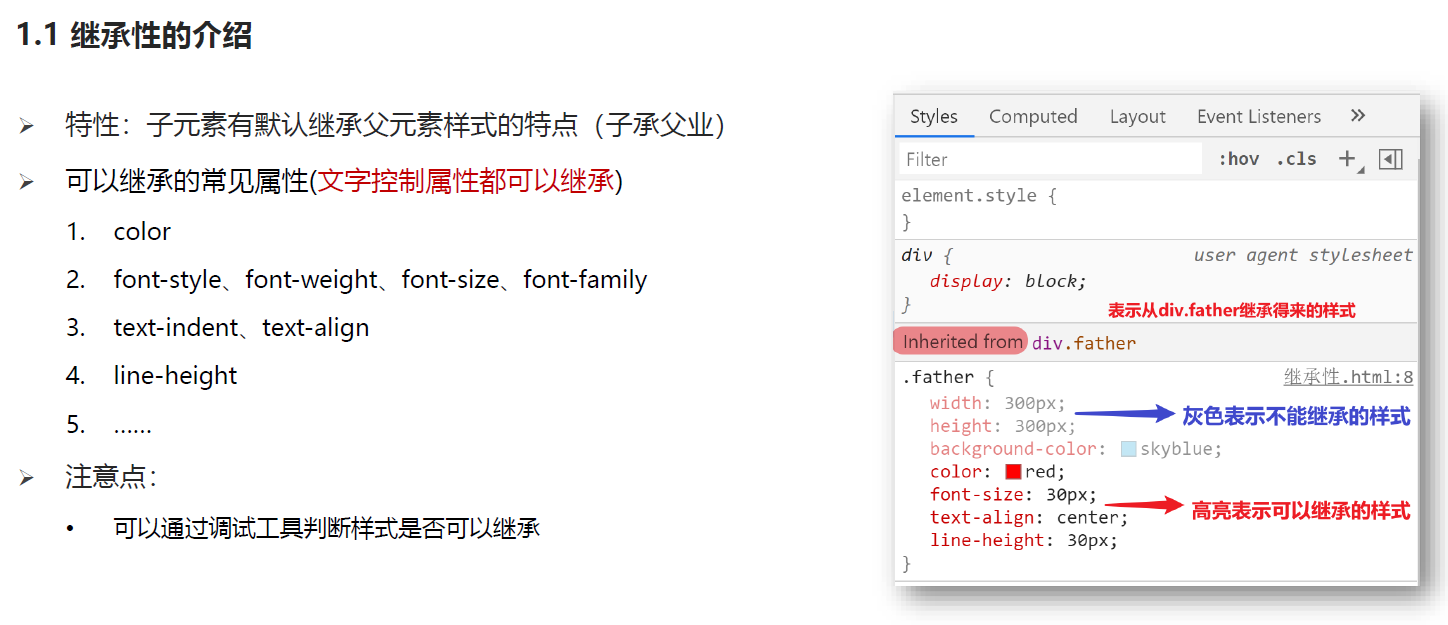 1.1 继承性的介绍
特性：子元素有默认继承父元素样式的特点（子承父业）
可以继承的常见属性(文字控制属性都可以继承)
1. color
2. font-style、font-weight、font-size、font-family
3. text-indent、text-align
4. line-height
5. ……
注意点：
• 可以通过调试工具判断样式是否可以继承
Styles Computed Layout Event Listeners »
Filter :hov .cls +
element.style {
}
div { user agent stylesheet
display: block;
}
表示从div.father继承得来的样式
Inherited from div.father
.father { 继承性.html:8
width: 300px;
灰色表示不能继承的样式
height: 300px;
background-color: skyblue;
color: red;
font-size: 30px;
高亮表示可以继承的样式
text-align: center;
line-height: 30px;
}